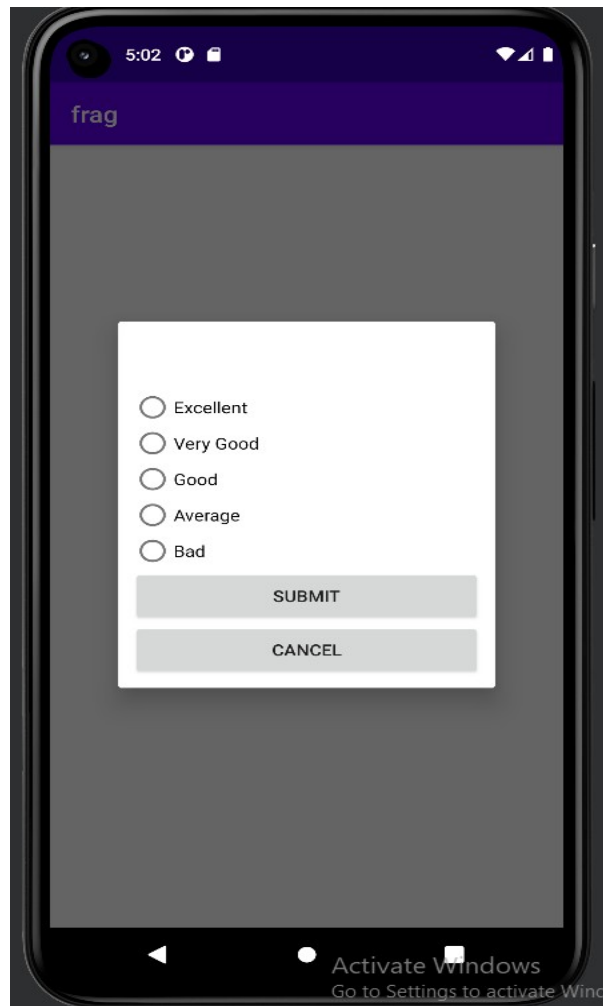 5:02
frag
Excellent
Very Good
Good
Average
Bad
SUBMIT
CANCEL
Activate Windows
Go to Settings to activate Wind